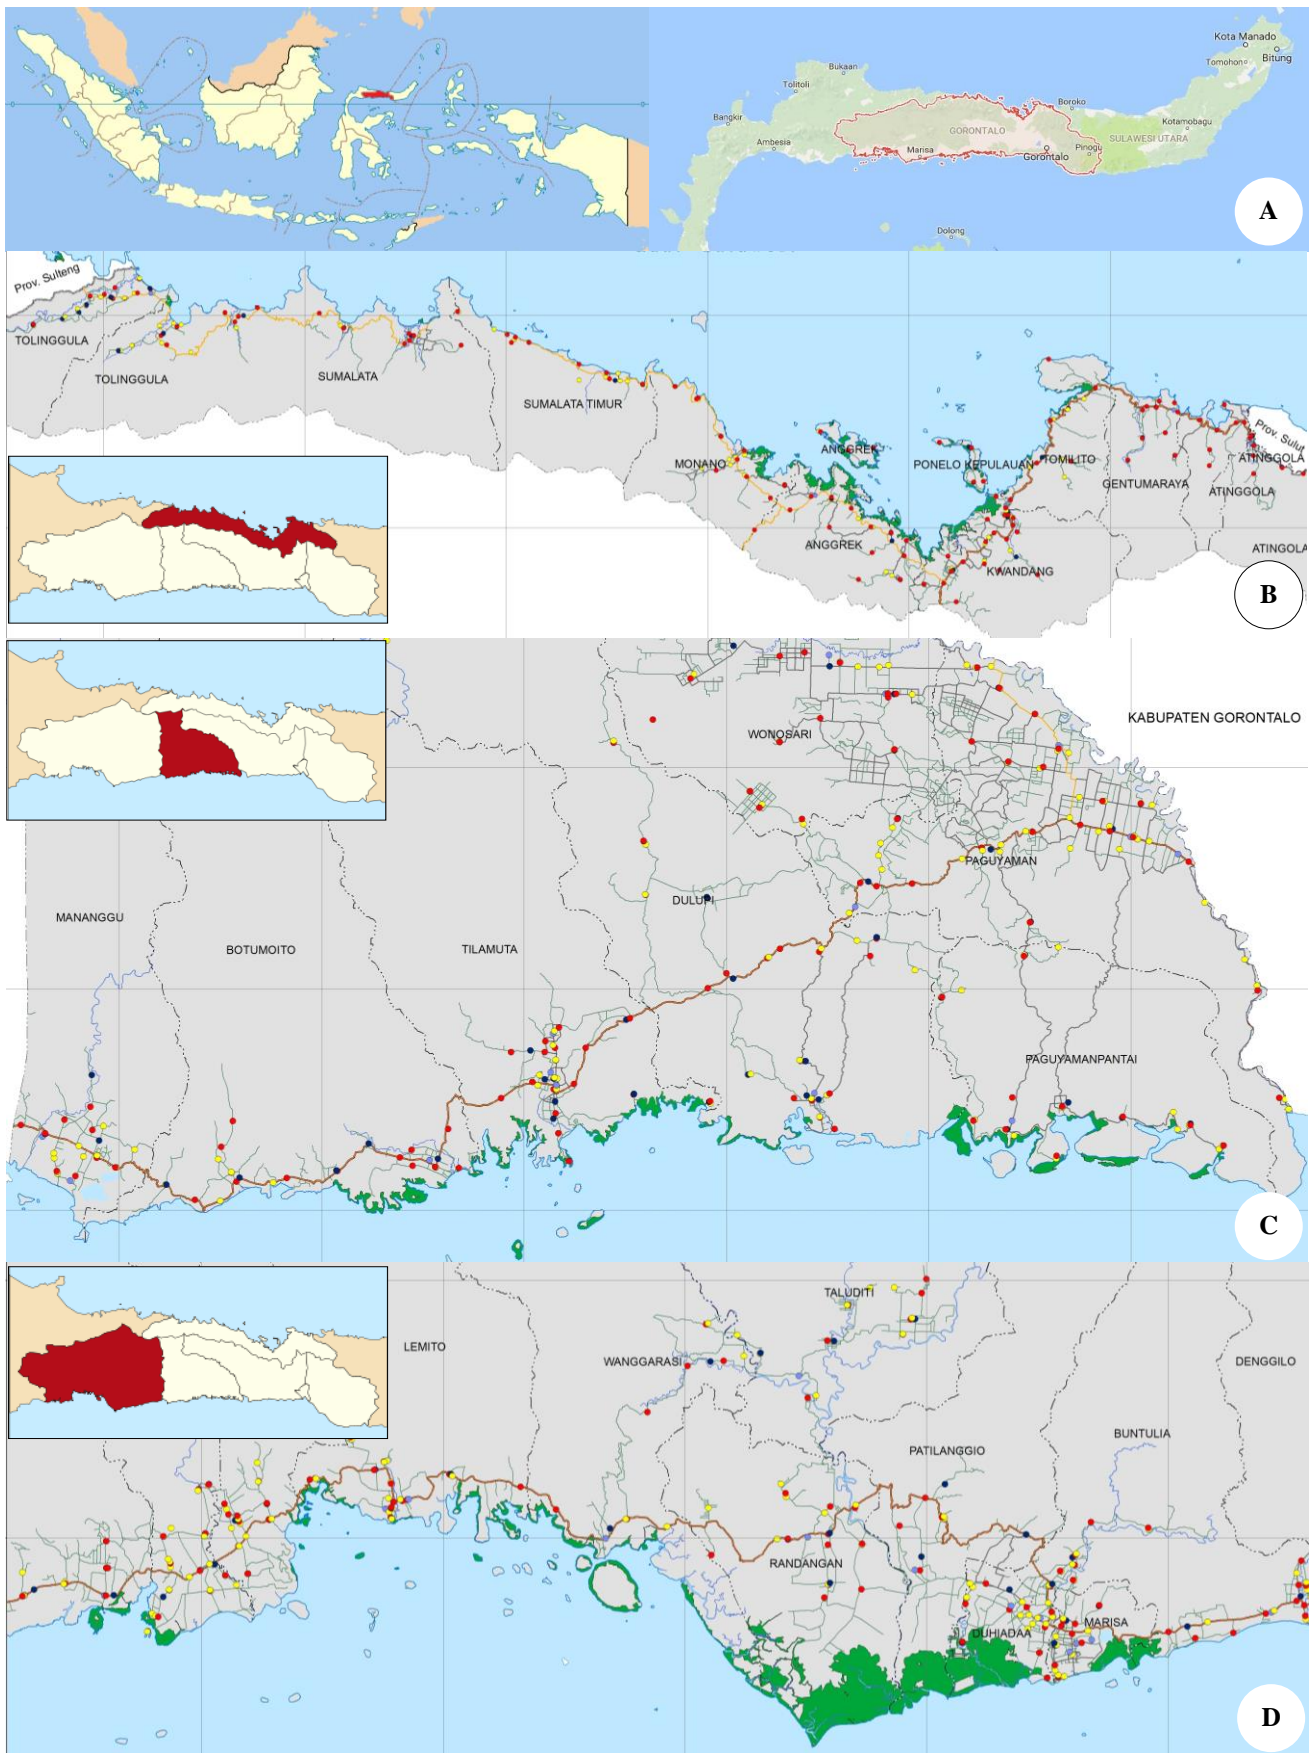 Kota Manado
Bitung
Tomohon
Bukaan
Tolitoli
Boroko
Bangkir
Kotamobagu
GORONTALO
SULAWESI UTARA
Ambesia
Marisa
Gorontalo
Pinogu
Dolong
A
Prov. Sulteng
TOLINGGULA
TOLINGGULA
SUMALATA
SUMALATA TIMUR
MONANO
ANGGREK
PONELO KEPULAUAN
TOMILITO
GENTUMARAYA
Prov. Sulut
ATINGGOLA
ATINGGOLA
ANGGREK
KWANDANG
ATINGOLA
B
KABUPATEN GORONTALO
WONOSARI
PAGUYAMAN
DULUPI
MANANGGU
BOTUMOITO
TILAMUTA
PAGUYAMANPANTAI
C
TALUDITI
LEMITO
WANGGARASI
DENGGILO
BUNTULIA
PATILANGGIO
RANDANGAN
DUHIADAA
MARISA
D